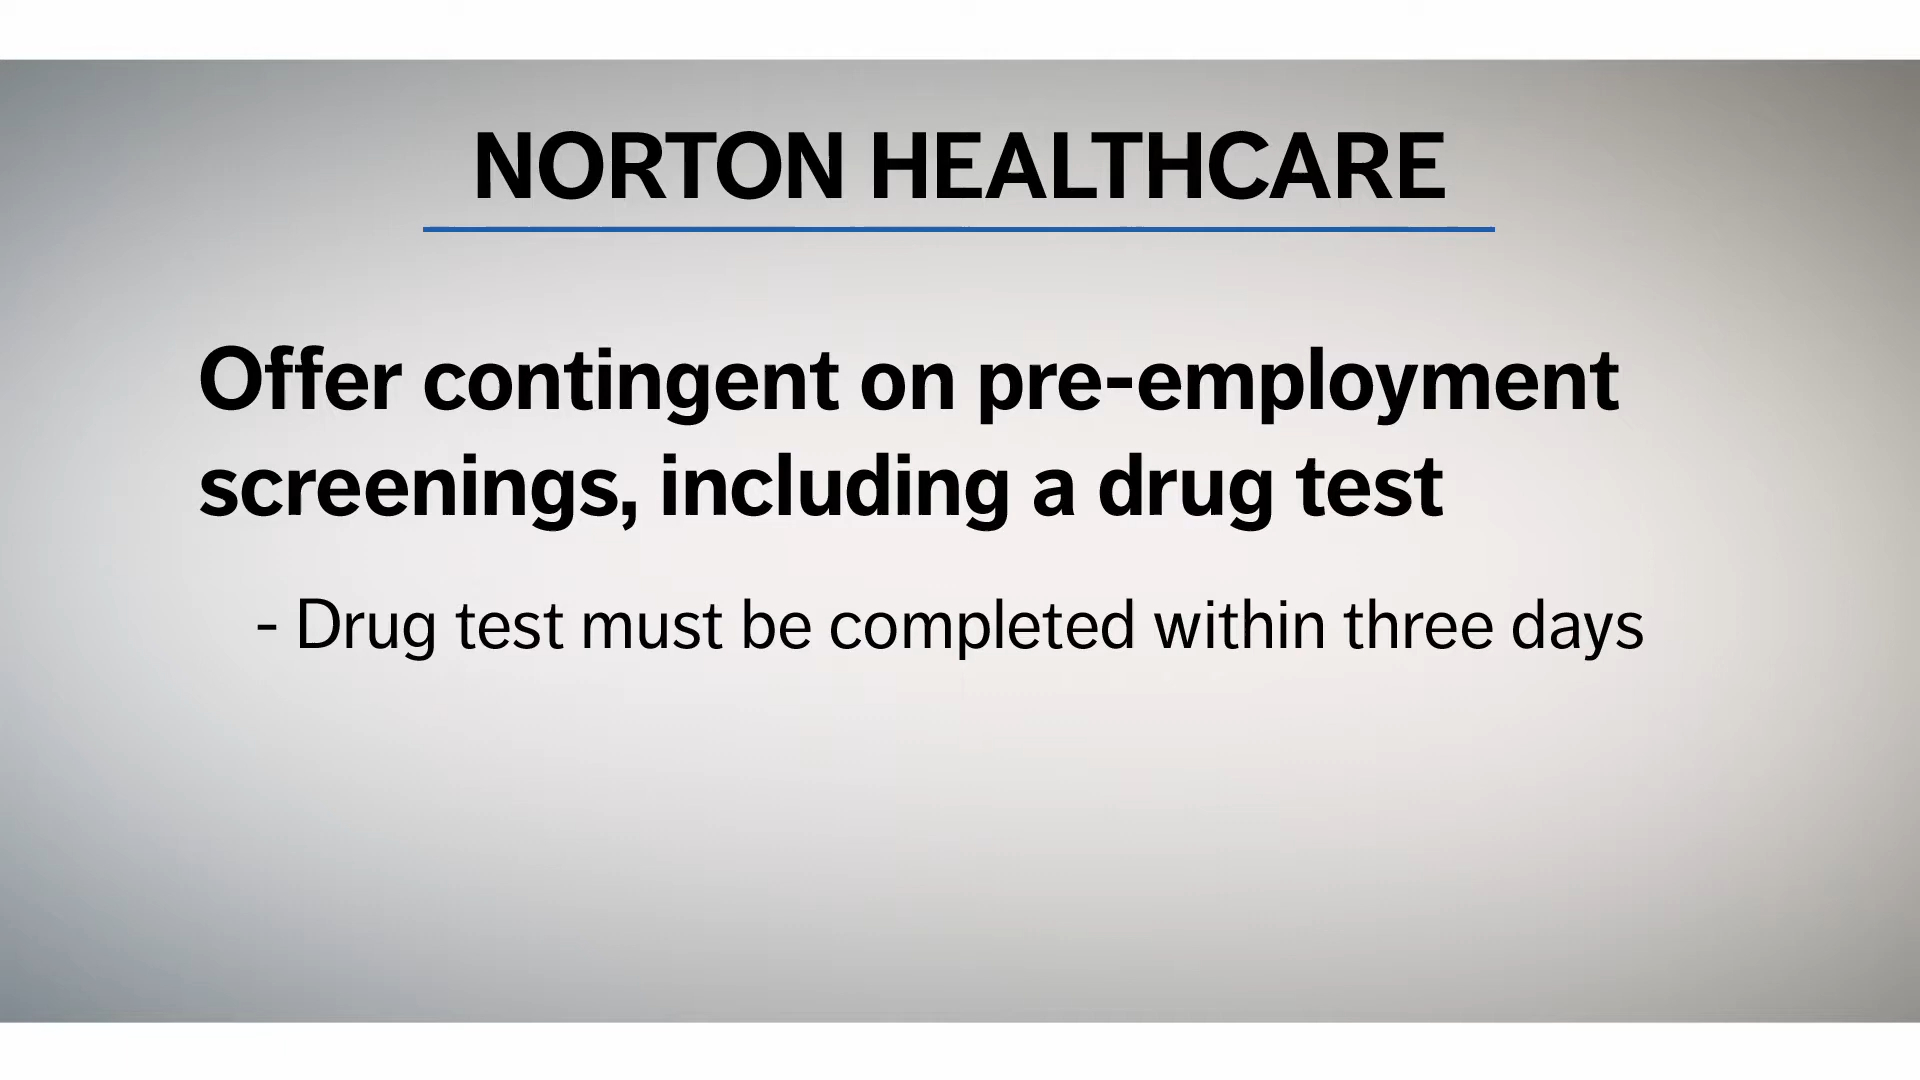 NORTON HEALTHCARE
Offer contingent on pre-employment
screenings, including a drug test
- Drug test must be completed within three days